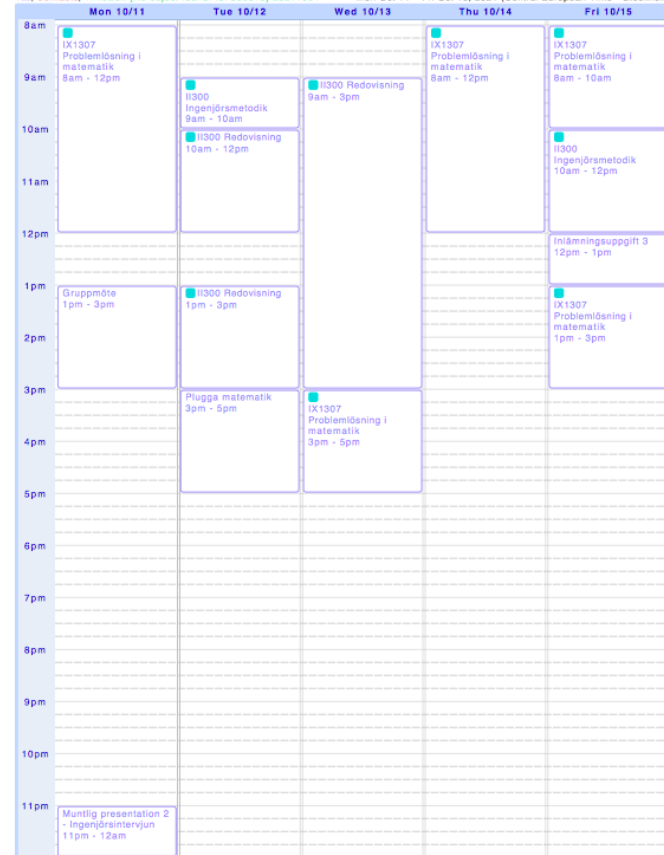 Mon 10/11 Tue 10/12 Wed 10/13 Thu 10/14 Fri 10/15
8am
9am
10am
11am
12pm
1pm
2pm
3pm
4pm
5pm
6pm
7pm
8pm
9pm
10pm
11pm
IX1307
Problemlösning i
matematik
8am - 12pm
Gruppmöte
1pm - 3pm
Muntlig presentation 2
- Ingenjörsintervjun
11pm - 12am
II300
Ingenjörsmetodik
9am - 10am
II300 Redovisning
10am - 12pm
II300 Redovisning
1pm - 3pm
Plugga matematik
3pm - 5pm
II300 Redovisning
9am - 3pm
IX1307
Problemlösning i
matematik
3pm - 5pm
IX1307
Problemlösning i
matematik
8am - 12pm
IX1307
Problemlösning i
matematik
8am - 10am
II300
Ingenjörsmetodik
10am - 12pm
Inlämningsuppgift 3
12pm - 1pm
IX1307
Problemlösning i
matematik
1pm - 3pm